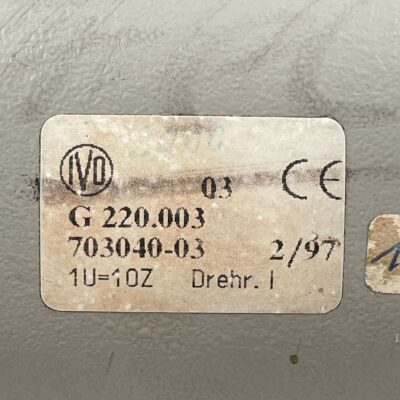 IVO
03 CE
G 220.003
703040-03 2/97
1U=10Z Drehr. I